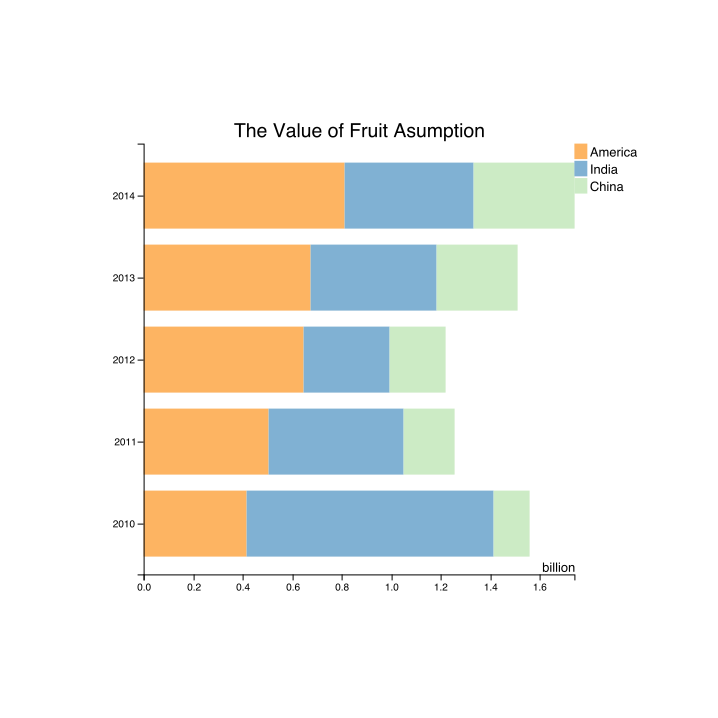 The Value of Fruit Asumption
America
India
China
2014
2013
2012
2011
2010
billion
0.0 0.2 0.4 0.6 0.8 1.0 1.2 1.4 1.6